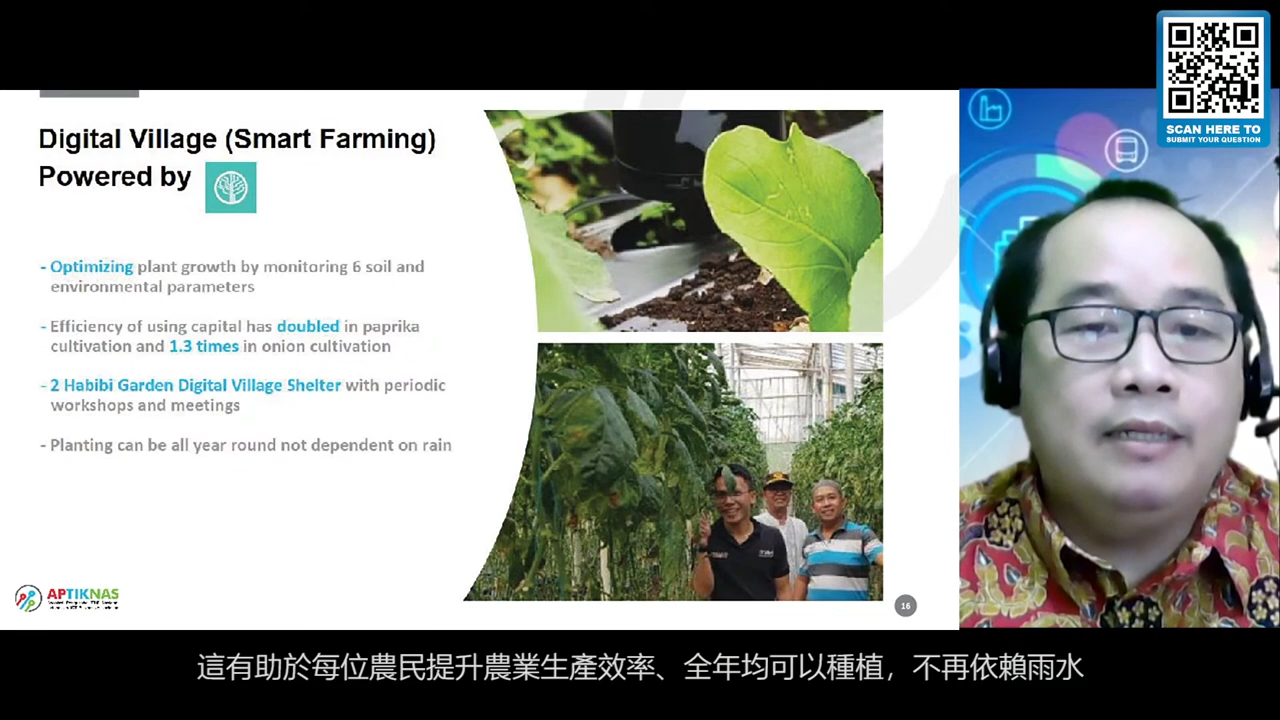 SCAN HERE TO
SUBMIT YOUR QUESTION
Digital Village (Smart Farming)
Powered by
- Optimizing plant growth by monitoring 6 soil and
environmental parameters
- Efficiency of using capital has doubled in paprika
cultivation and 1.3 times in onion cultivation
- 2 Habibi Garden Digital Village Shelter with periodic
workshops and meetings
- Planting can be all year round not dependent on rain
APTIKNAS
16
這有助於每位農民提升農業生產效率、全年均可以種植，不再依賴雨水